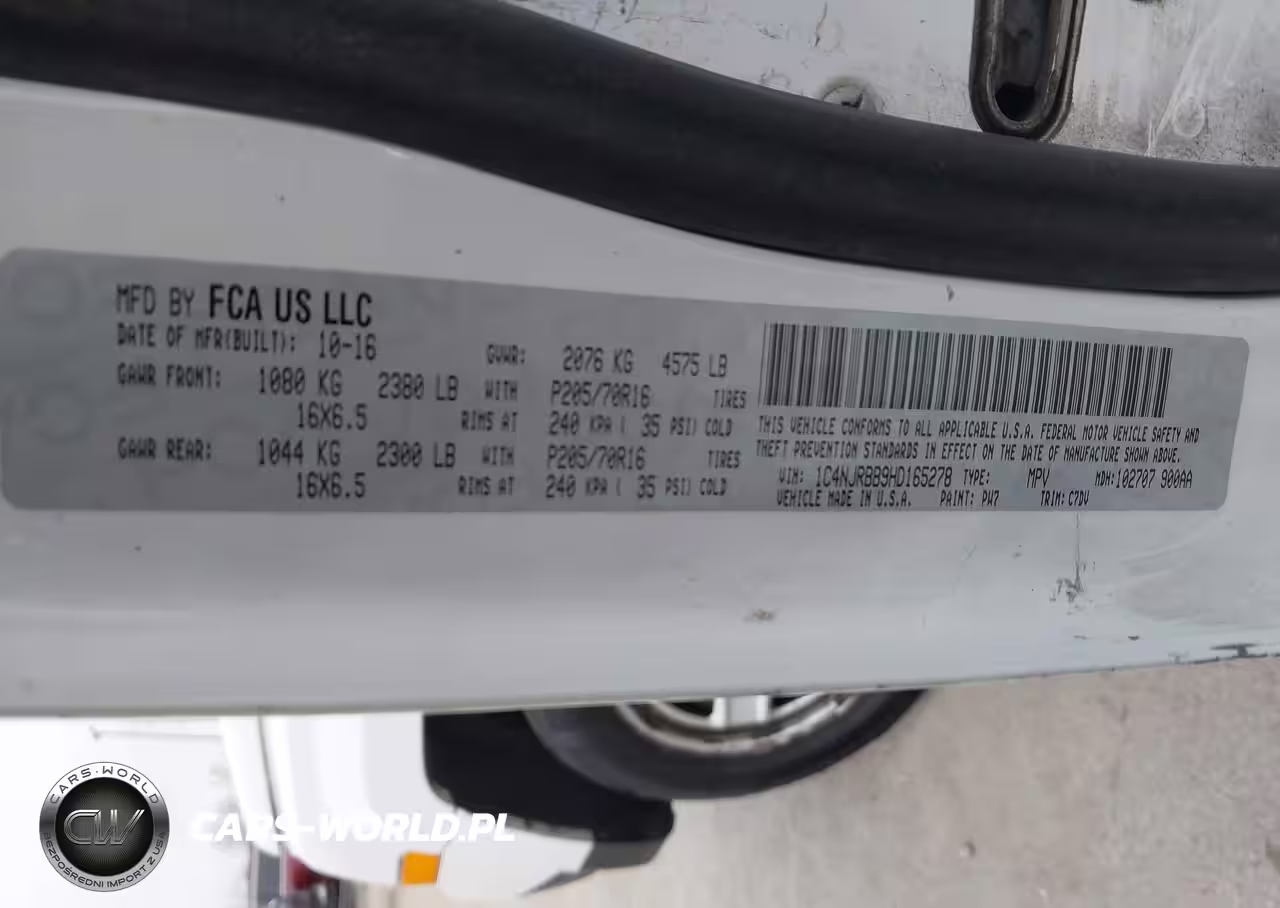 MFD BY FCA US LLC
DATE OF MFR(BUILT): 10-16 GVWR: 2076 KG 4575 LB
GAWR FRONT: 1080 KG 2380 LB WITH P205/70R16 TIRES
16X6.5 RIMS AT 240 KPA ( 35 PSI) COLD
GAWR REAR: 1044 KG 2300 LB WITH P205/70R16 TIRES
16X6.5 RIMS AT 240 KPA ( 35 PSI) COLD
THIS VEHICLE CONFORMS TO ALL APPLICABLE U.S.A. FEDERAL MOTOR VEHICLE SAFETY AND
THEFT PREVENTION STANDARDS IN EFFECT ON THE DATE OF MANUFACTURE SHOWN ABOVE.
VIN: 1C4NJRBB9HD165278 TYPE: MPV MDH:102707 900AA
VEHICLE MADE IN U.S.A. PAINT: PW7 TRIM: C7DV
CARS-WORLD
CW
BEZPOŚREDNI IMPORT Z USA
CARS-WORLD.PL